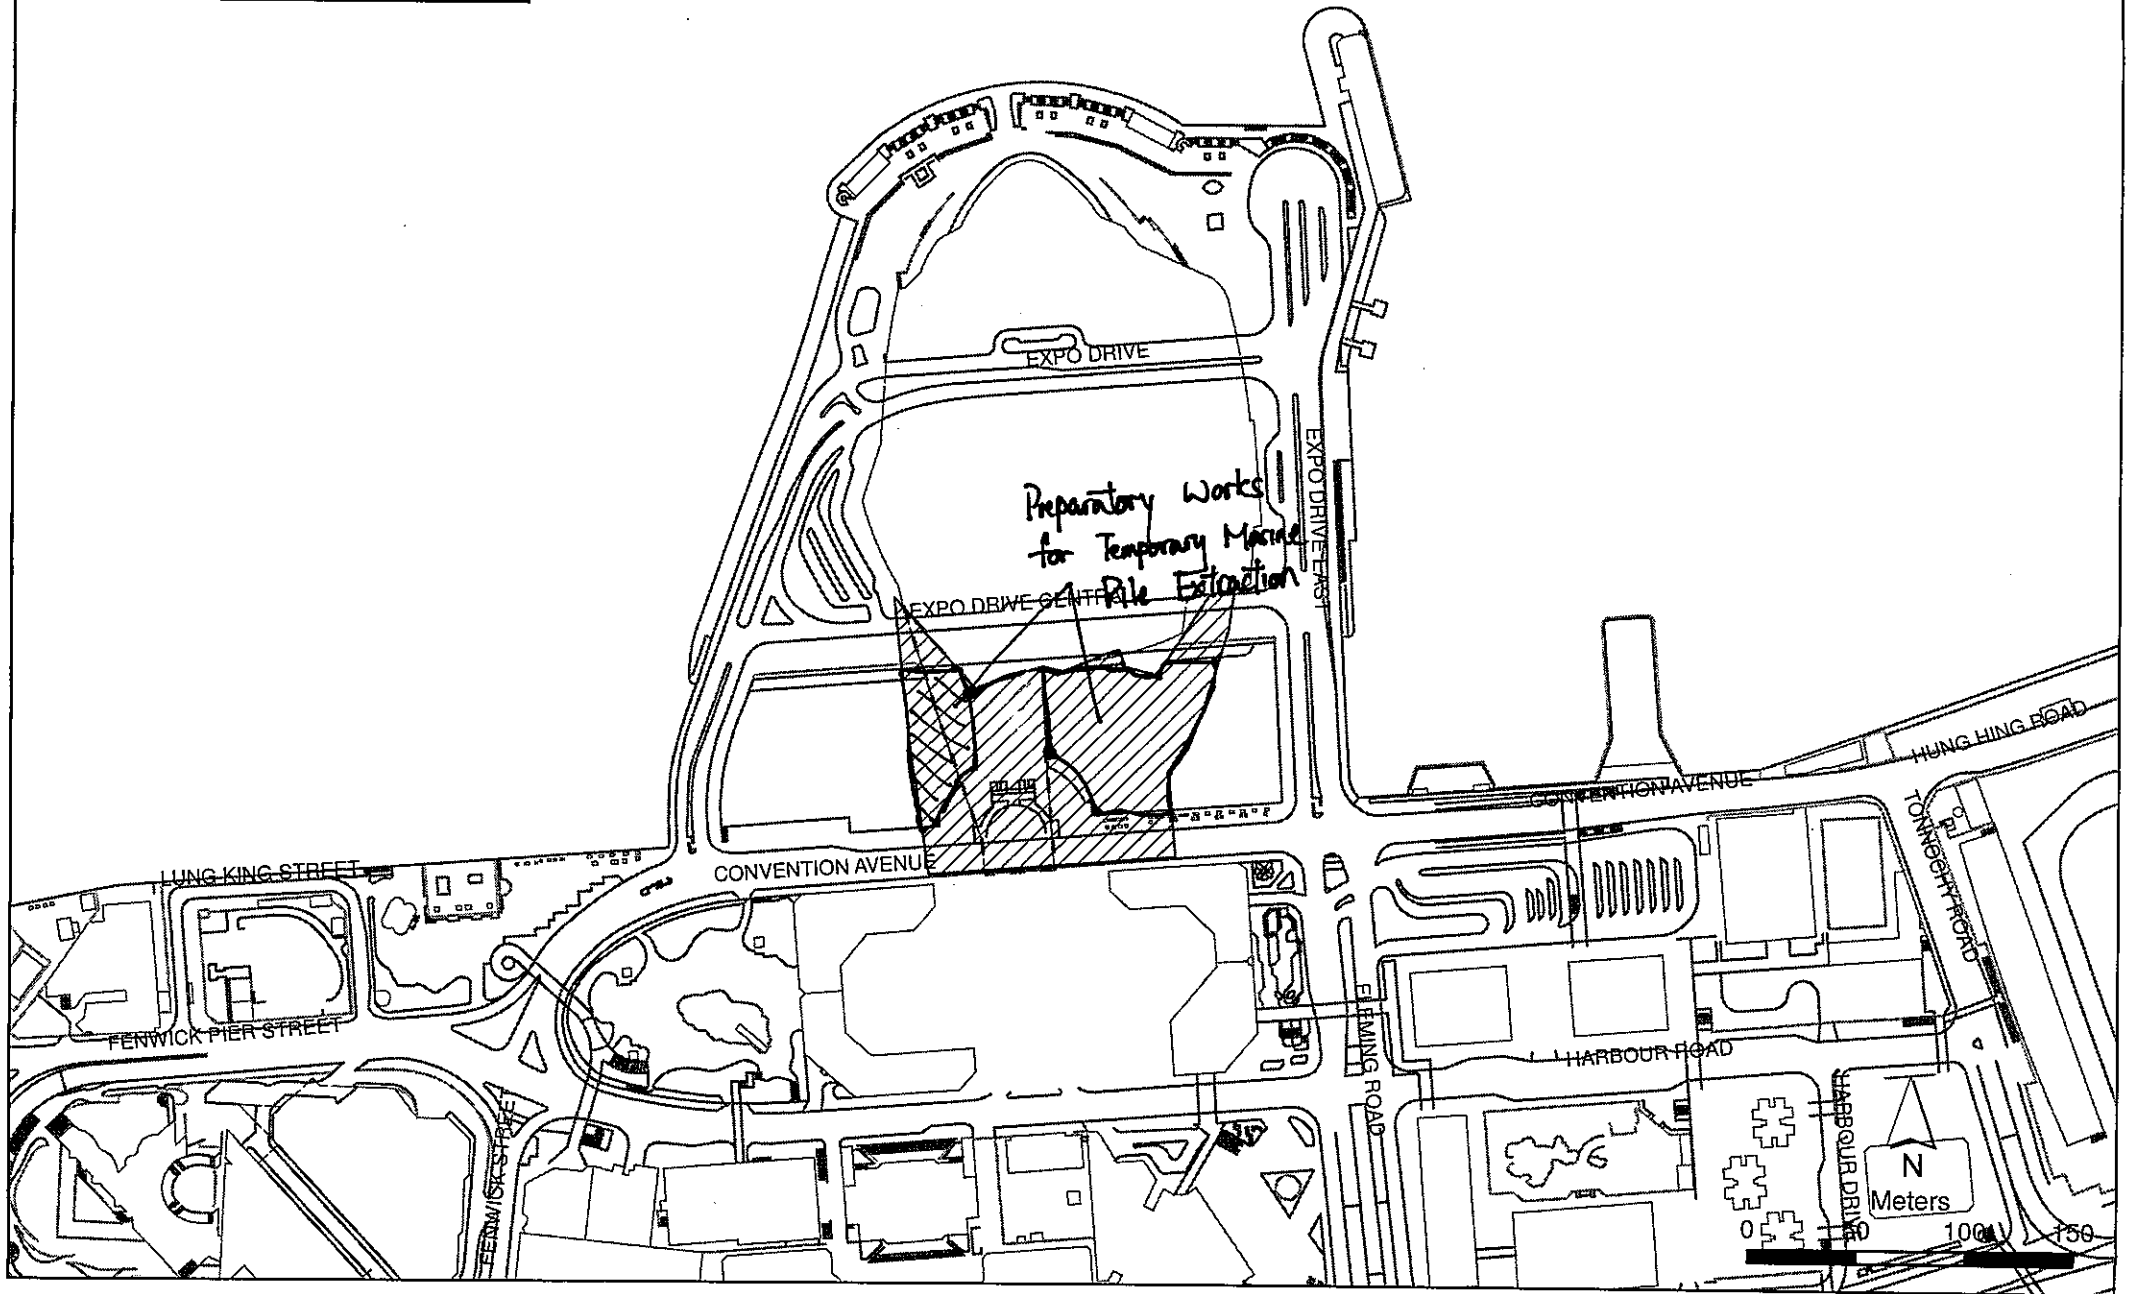 EXPO DRIVE
EXPO DRIVE EAST
Preparatory Works
for Temporary Marine
Pile Extraction
EXPO DRIVE CENTRAL
HUNG HING ROAD
CONVENTION AVENUE
TONNOCHY ROAD
LUNG KING STREET
CONVENTION AVENUE
FENWICK PIER STREET
FLEMING ROAD
HARBOUR ROAD
FENWICK STREET
HARBOUR DRIVE
N
Meters
0 50 100 150